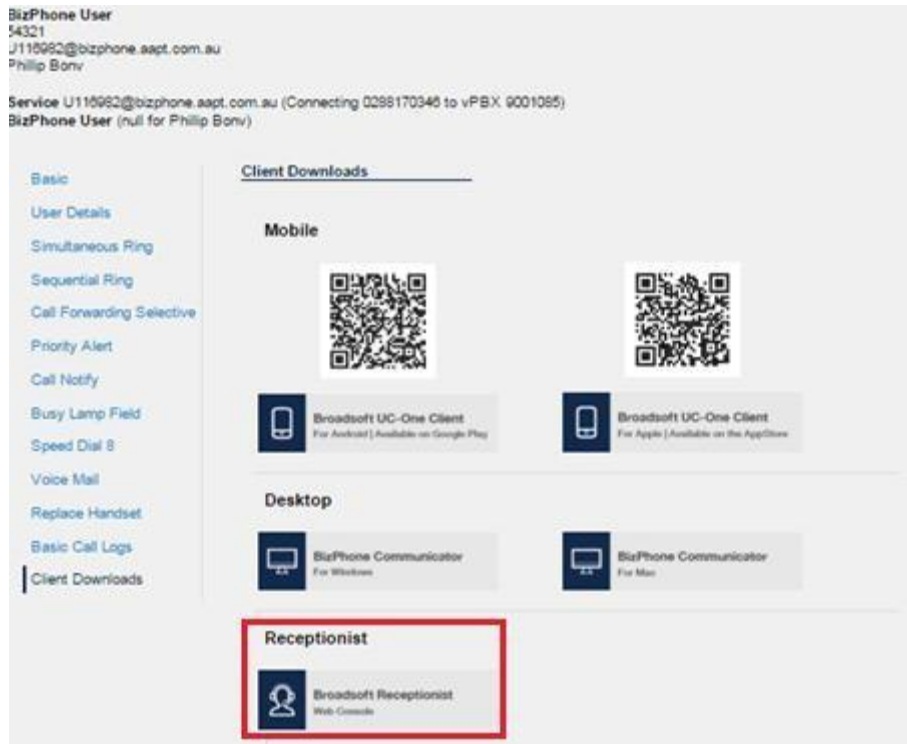 BizPhone User
54321
U116982@bizphone.aapt.com.au
Phillip Bonv
Service U116982@bizphone.aapt.com.au (Connecting 0288170346 to vPBX 9001085)
BizPhone User (null for Phillip Bonv)
Basic
User Details
Simultaneous Ring
Sequential Ring
Call Forwarding Selective
Priority Alert
Call Notify
Busy Lamp Field
Speed Dial 8
Voice Mail
Replace Handset
Basic Call Logs
Client Downloads
Client Downloads
Mobile
Broadsoft UC-One Client
For Android | Available on Google Play
Broadsoft UC-One Client
For Apple | Available on the AppStore
Desktop
BizPhone Communicator
For Windows
BizPhone Communicator
For Mac
Receptionist
Broadsoft Receptionist
Web Console